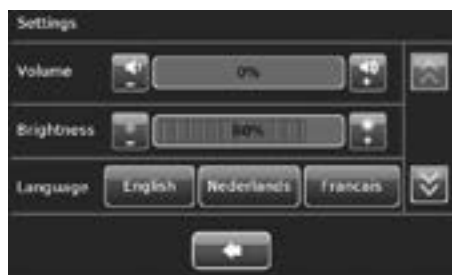 Settings
Volume - 0% +
Brightness - 80% +
Language English Nederlands Francais